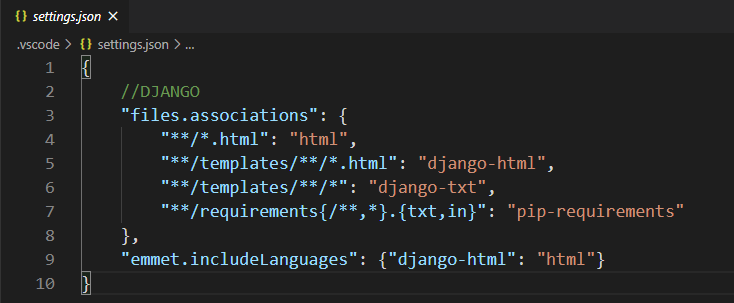 {} settings.json ×
.vscode > {} settings.json > ...
1 {
2     //DJANGO
3     "files.associations": {
4         "**/*.html": "html",
5         "**/templates/**/*.html": "django-html",
6         "**/templates/**/*": "django-txt",
7         "**/requirements{/**,*}.{txt,in}": "pip-requirements"
8     },
9     "emmet.includeLanguages": {"django-html": "html"}
10 }